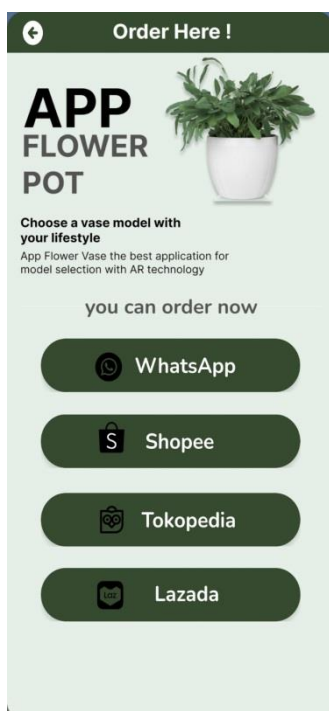 Order Here !
APP
FLOWER
POT
Choose a vase model with
your lifestyle
App Flower Vase the best application for
model selection with AR technology
you can order now
WhatsApp
S Shopee
Tokopedia
Laz Lazada